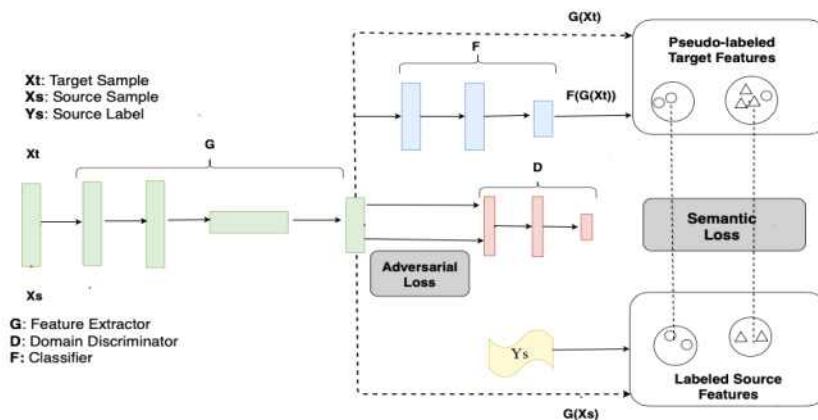 G(Xt)
F
Pseudo-labeled
Target Features
Xt: Target Sample
Xs: Source Sample
Ys: Source Label
F(G(Xt))
G
Xt
D
Semantic
Loss
Adversarial
Loss
Xs
G: Feature Extractor
D: Domain Discriminator
F: Classifier
Ys
Labeled Source
Features
G(Xs)